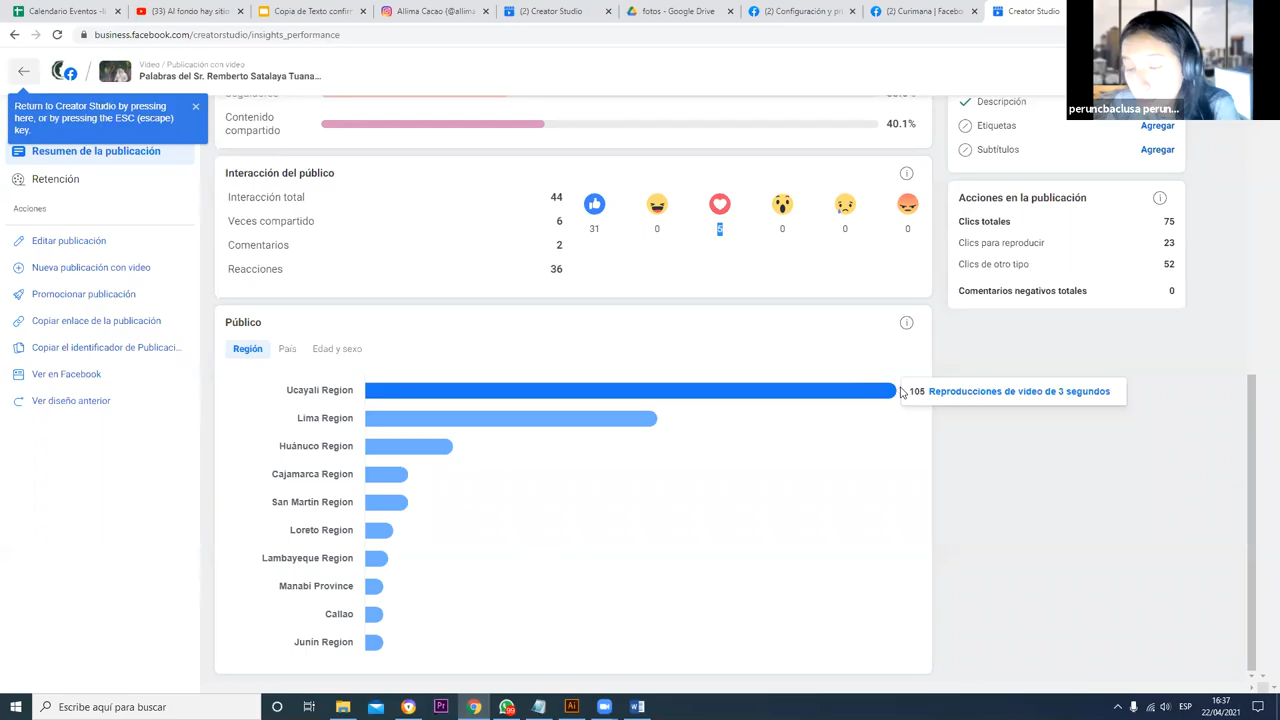 Calendario Eventos -l
(33) Al fondo hay sitio
Copia de Texto confirr
Allima Cacao (@allima
(2) Creator Studio
fotos - Google Drive
(2) Configuración y pri
(2) Curimana | Facebo
Creator Studio
business.facebook.com/creatorstudio/insights_performance
Video / Publicación con video
Palabras del Sr. Remberto Satalaya Tuana...
peruncbaclusa perun...
Return to Creator Studio by pressing
here, or by pressing the ESC (escape)
key.
Resumen de la publicación
Retención
Acciones
Editar publicación
Nueva publicación con video
Promocionar publicación
Copiar enlace de la publicación
Copiar el identificador de Publicaci...
Ver en Facebook
Ver diseño anterior
Contenido
compartido
40.1%
Interacción del público
Interacción total 44
Veces compartido 6
Comentarios 2
Reacciones 36
31 0 5 0 0 0
Descripción
Etiquetas Agregar
Subtítulos Agregar
Acciones en la publicación
Clics totales 75
Clics para reproducir 23
Clics de otro tipo 52
Comentarios negativos totales 0
Público
Región País Edad y sexo
Ucayali Region
105 Reproducciones de video de 3 segundos
Lima Region
Huánuco Region
Cajamarca Region
San Martín Region
Loreto Region
Lambayeque Region
Manabí Province
Callao
Junín Region
Escribe aquí para buscar
ESP
16:37
22/04/2021